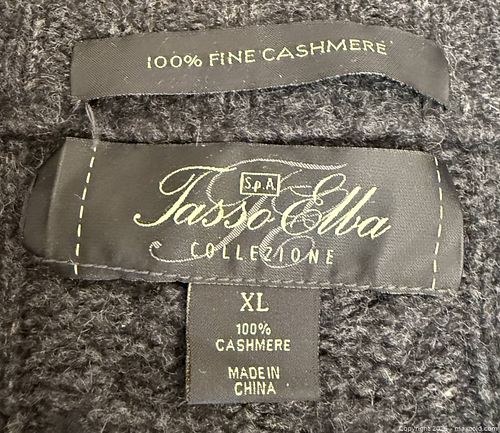 100% FINE CASHMERE
S.p.A.
Tasso Elba
COLLEZIONE
XL
100%
CASHMERE
MADE IN
CHINA